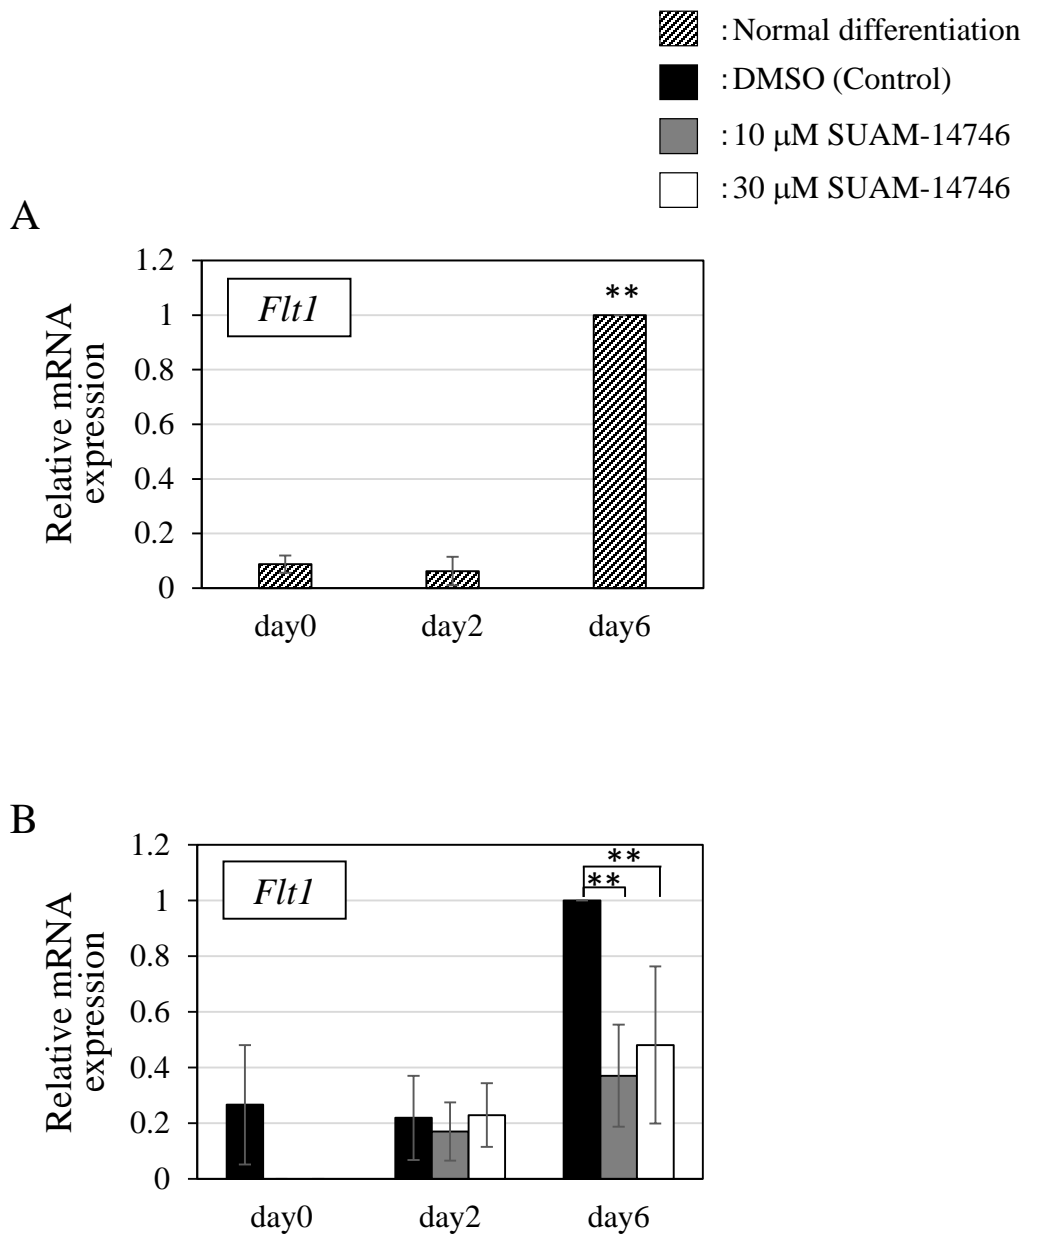 : Normal differentiation
: DMSO (Control)
: 10 μM SUAM-14746
: 30 μM SUAM-14746
A
Relative mRNA
expression
1.2
1
0.8
0.6
0.4
0.2
0
Flt1
**
day0 day2 day6
B
Relative mRNA
expression
1.2
1
0.8
0.6
0.4
0.2
0
Flt1
**
**
day0 day2 day6